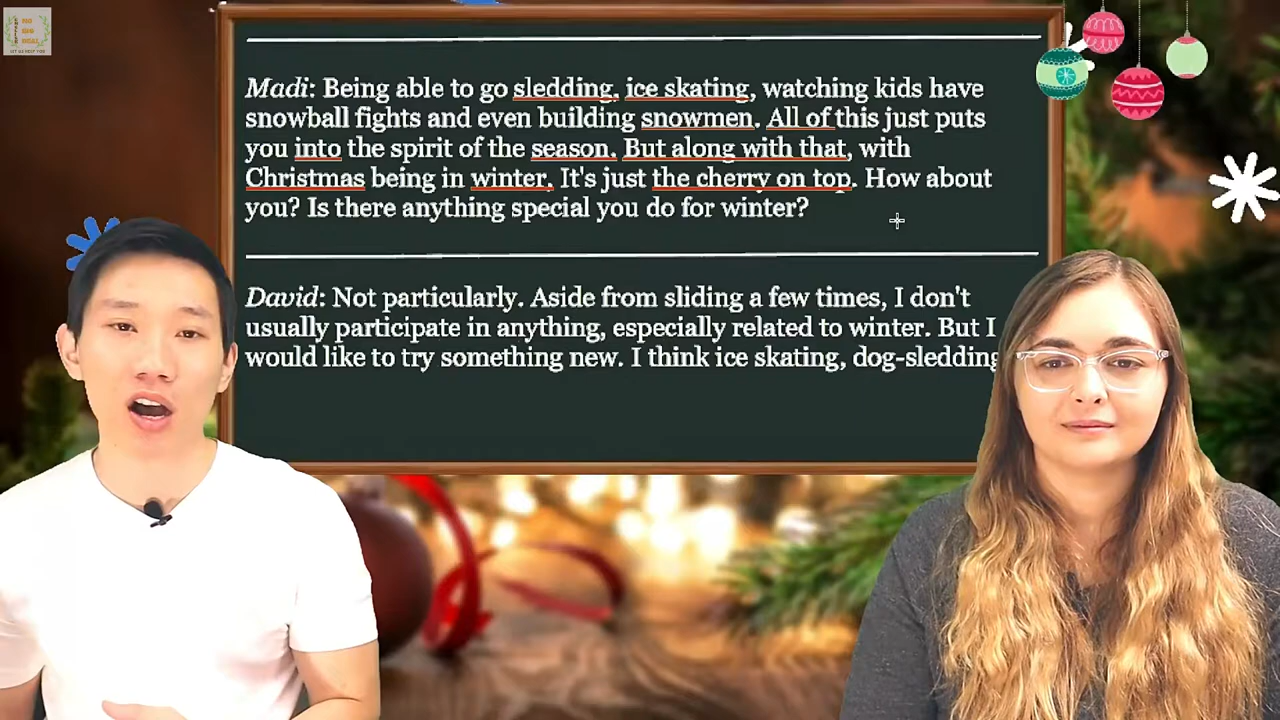 Madi: Being able to go sledding, ice skating, watching kids have
snowball fights and even building snowmen. All of this just puts
you into the spirit of the season. But along with that, with
Christmas being in winter. It's just the cherry on top. How about
you? Is there anything special you do for winter?
David: Not particularly. Aside from sliding a few times, I don't
usually participate in anything, especially related to winter. But I
would like to try something new. I think ice skating, dog-sledding